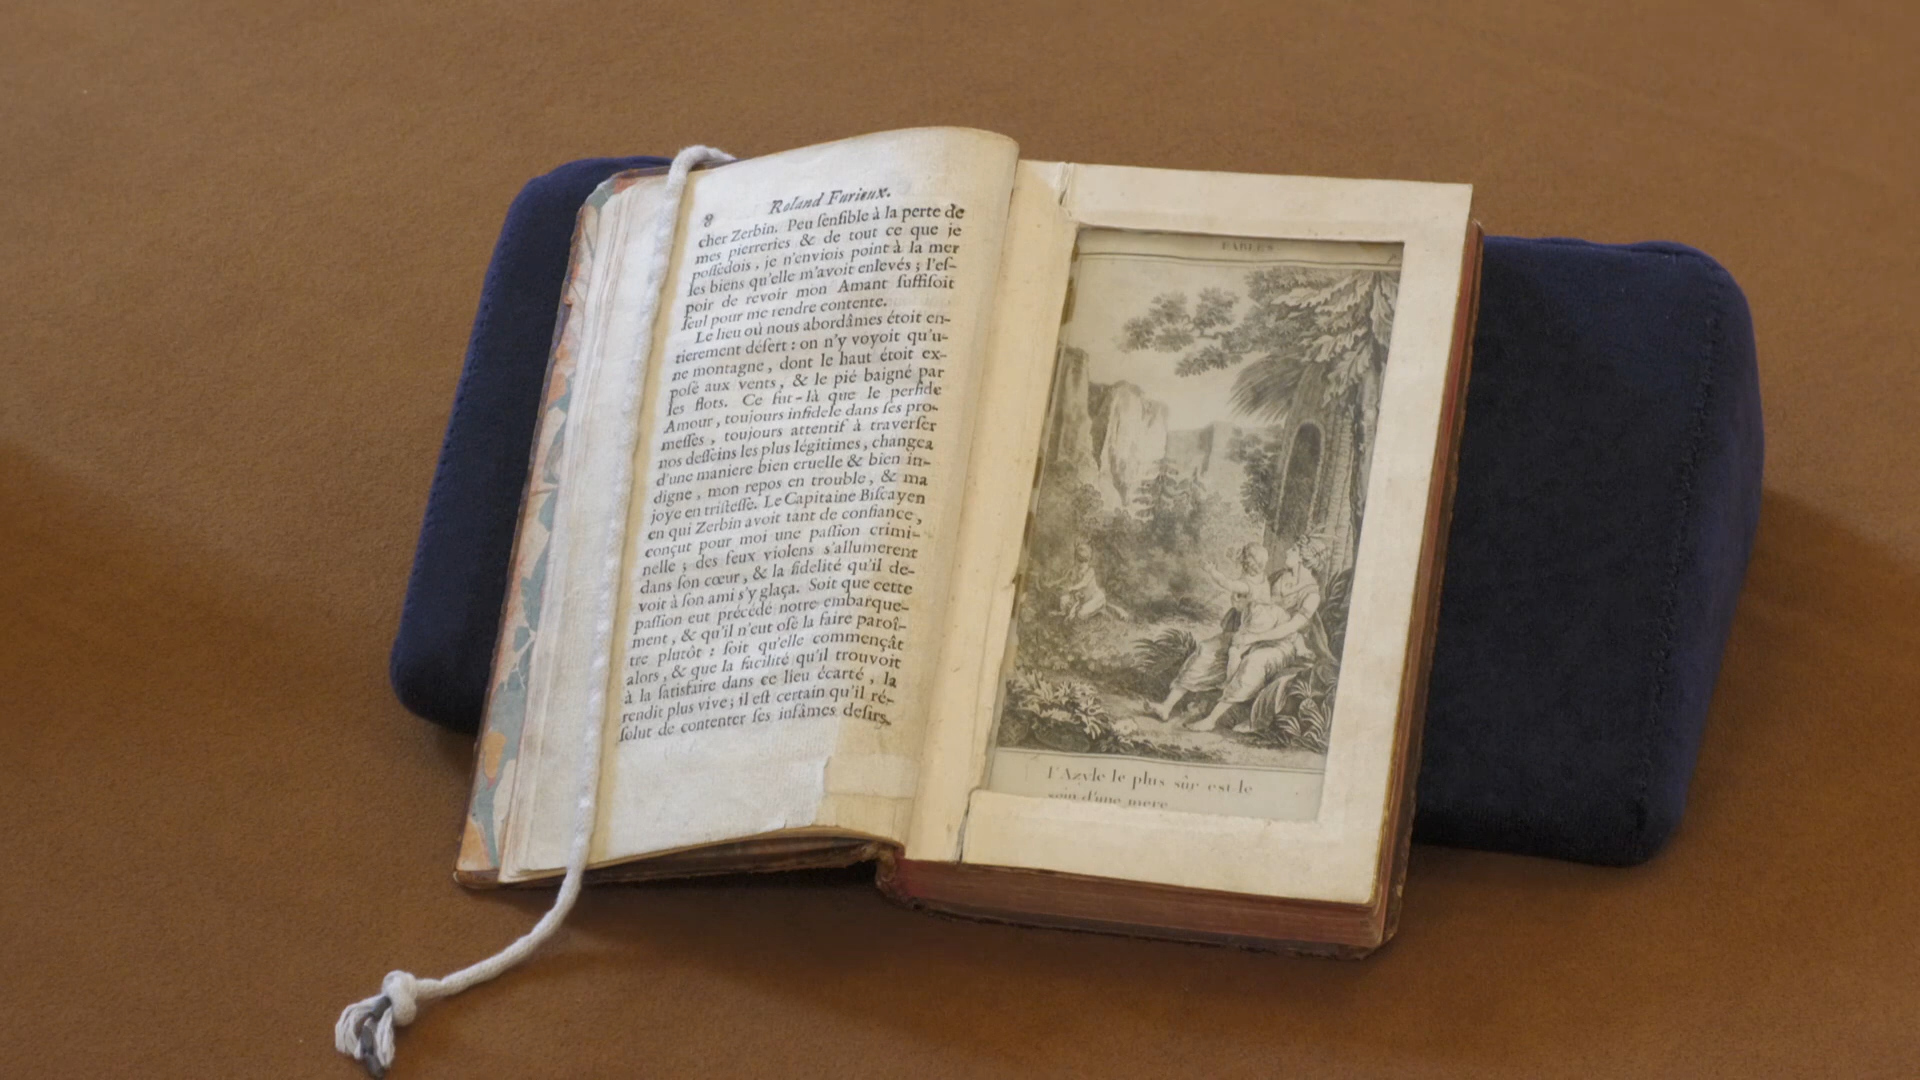 8 Roland Furieux.
cher Zerbin. Peu ſenſible à la perte de
mes pierreries & de tout ce que je
poſſedois, je n'enviois point à la mer
les biens qu'elle m'avoit enlevés ; l'eſ-
poir de revoir mon Amant ſuffiſoit
ſeul pour me rendre contente.
Le lieu où nous abordâmes étoit en-
tierement déſert : on n'y voyoit qu'u-
ne montagne, dont le haut étoit ex-
poſé aux vents, & le pié baigné par
les flots. Ce fut-là que le perfide
Amour, toujours infidele dans ſes pro-
meſſes, toujours attentif à traverſer
nos deſſeins les plus légitimes, changea
d'une maniere bien cruelle & bien in-
digne, mon repos en trouble, & ma
joye en triſteſſe. Le Capitaine Biſcayen
en qui Zerbin avoit tant de confiance,
conçut pour moi une paſſion crimi-
nelle ; des feux violens s'allumerent
dans ſon cœur, & la fidelité qu'il de-
voit à ſon ami s'y glaça. Soit que cette
paſſion eut précédé notre embarque-
ment, & qu'il n'eut oſé la faire paroî-
tre plutôt : ſoit qu'elle commençât
alors, & que la facilité qu'il trouvoit
à la ſatisfaire dans ce lieu écarté, la
rendit plus vive ; il eſt certain qu'il ré-
ſolut de contenter ſes infâmes deſirs.
FABLES
l'Azyle le plus sûr est le
soin d'une mere